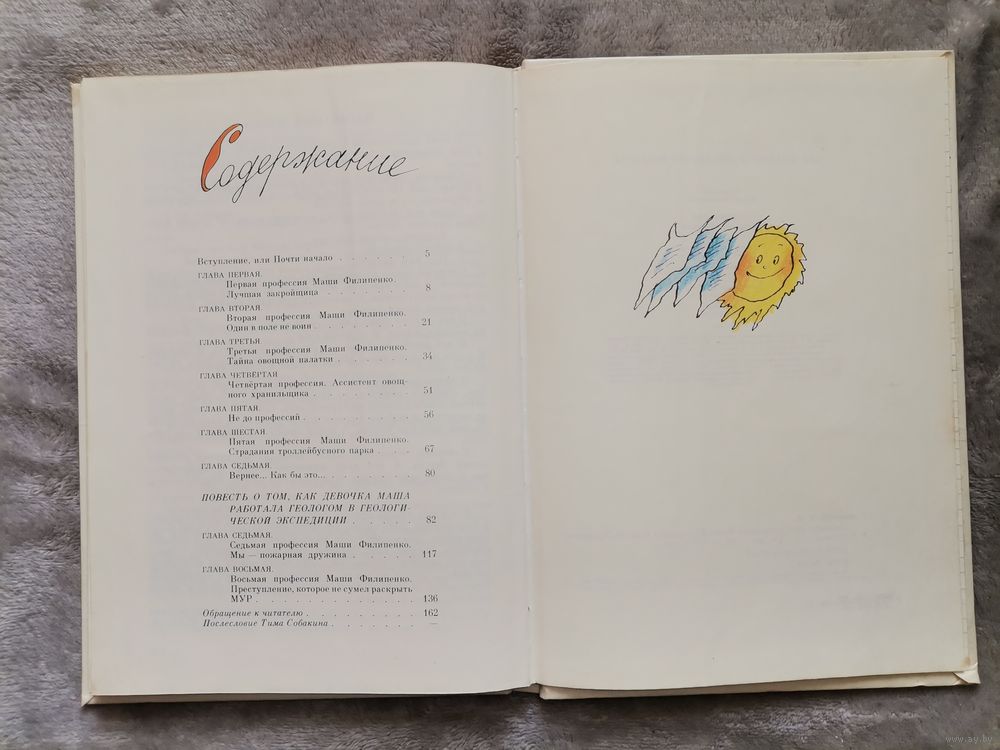 Содержание
Вступление, или Почти начало . . . . . . 5
ГЛАВА ПЕРВАЯ.
Первая профессия Маши Филипенко.
Лучшая закройщица . . . . . . . 8
ГЛАВА ВТОРАЯ.
Вторая профессия Маши Филипенко.
Один в поле не воин . . . . . . . 21
ГЛАВА ТРЕТЬЯ
Третья профессия Маши Филипенко.
Тайна овощной палатки . . . . . . 34
ГЛАВА ЧЕТВЁРТАЯ
Четвёртая профессия. Ассистент овощ-
ного хранильщика . . . . . . . . 51
ГЛАВА ПЯТАЯ.
Не до профессий . . . . . . . . 56
ГЛАВА ШЕСТАЯ.
Пятая профессия Маши Филипенко.
Страдания троллейбусного парка . . . 67
ГЛАВА СЕДЬМАЯ.
Вернее... Как бы это... . . . . . . . 80
ПОВЕСТЬ О ТОМ, КАК ДЕВОЧКА МАША
РАБОТАЛА ГЕОЛОГОМ В ГЕОЛОГИ-
ЧЕСКОЙ ЭКСПЕДИЦИИ . . . . . 82
ГЛАВА СЕДЬМАЯ.
Седьмая профессия Маши Филипенко.
Мы — пожарная дружина . . . . . 117
ГЛАВА ВОСЬМАЯ.
Восьмая профессия Маши Филипенко.
Преступление, которое не сумел раскрыть
МУР . . . . . . . . . . . . . 136
Обращение к читателю . . . . . . . . 162
Послесловие Тима Собакина . . . . . . —
www.ay.by